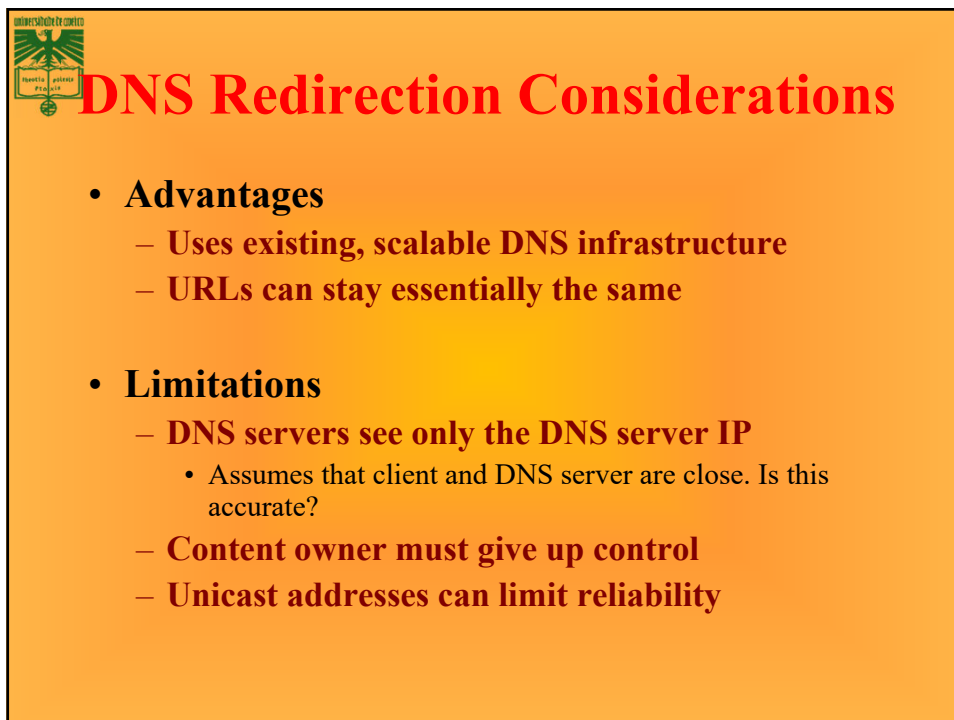 DNS Redirection Considerations
• Advantages
– Uses existing, scalable DNS infrastructure
– URLs can stay essentially the same
• Limitations
– DNS servers see only the DNS server IP
• Assumes that client and DNS server are close. Is this
accurate?
– Content owner must give up control
– Unicast addresses can limit reliability